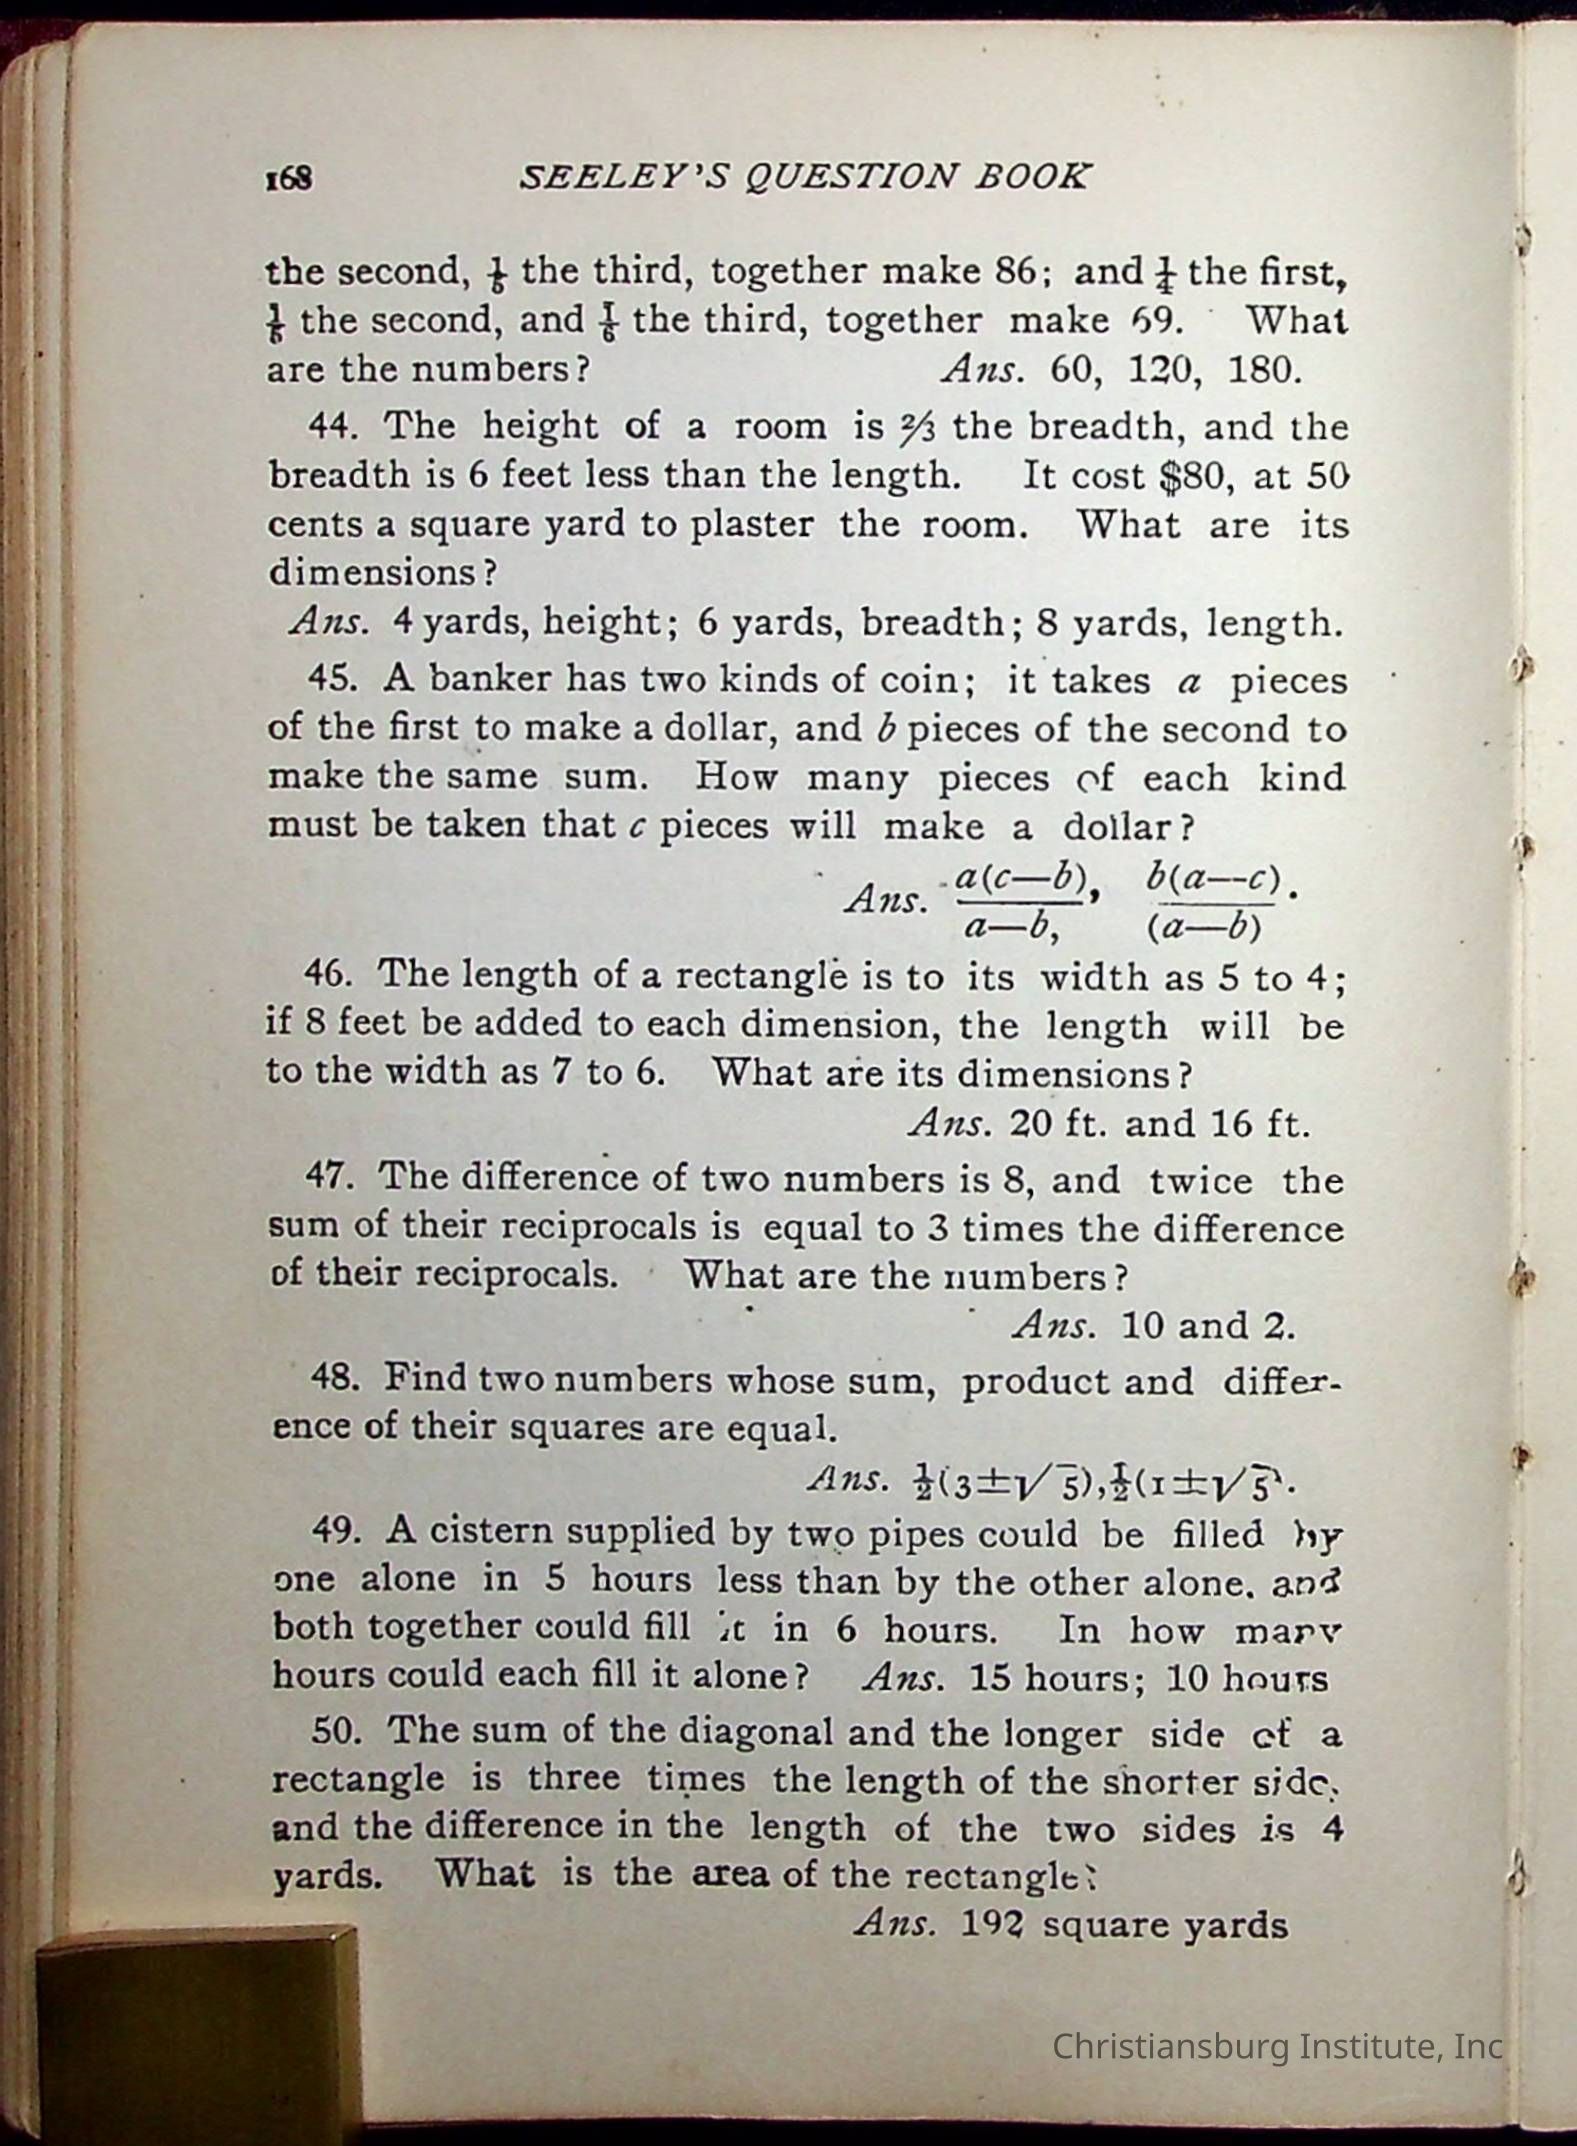 168 SEELEY'S QUESTION BOOK
the second, ⅕ the third, together make 86; and ¼ the first,
⅕ the second, and ⅙ the third, together make 69. What
are the numbers? Ans. 60, 120, 180.
44. The height of a room is ⅔ the breadth, and the
breadth is 6 feet less than the length. It cost $80, at 50
cents a square yard to plaster the room. What are its
dimensions?
Ans. 4 yards, height; 6 yards, breadth; 8 yards, length.
45. A banker has two kinds of coin; it takes a pieces
of the first to make a dollar, and b pieces of the second to
make the same sum. How many pieces of each kind
must be taken that c pieces will make a dollar?
Ans. a(c—b)/a—b, b(a—c)/(a—b).
46. The length of a rectangle is to its width as 5 to 4;
if 8 feet be added to each dimension, the length will be
to the width as 7 to 6. What are its dimensions?
Ans. 20 ft. and 16 ft.
47. The difference of two numbers is 8, and twice the
sum of their reciprocals is equal to 3 times the difference
of their reciprocals. What are the numbers?
Ans. 10 and 2.
48. Find two numbers whose sum, product and differ-
ence of their squares are equal.
Ans. ½(3±√5), ½(1±√5).
49. A cistern supplied by two pipes could be filled by
one alone in 5 hours less than by the other alone, and
both together could fill it in 6 hours. In how many
hours could each fill it alone? Ans. 15 hours; 10 hours
50. The sum of the diagonal and the longer side of a
rectangle is three times the length of the shorter side,
and the difference in the length of the two sides is 4
yards. What is the area of the rectangle?
Ans. 192 square yards
Christiansburg Institute, Inc